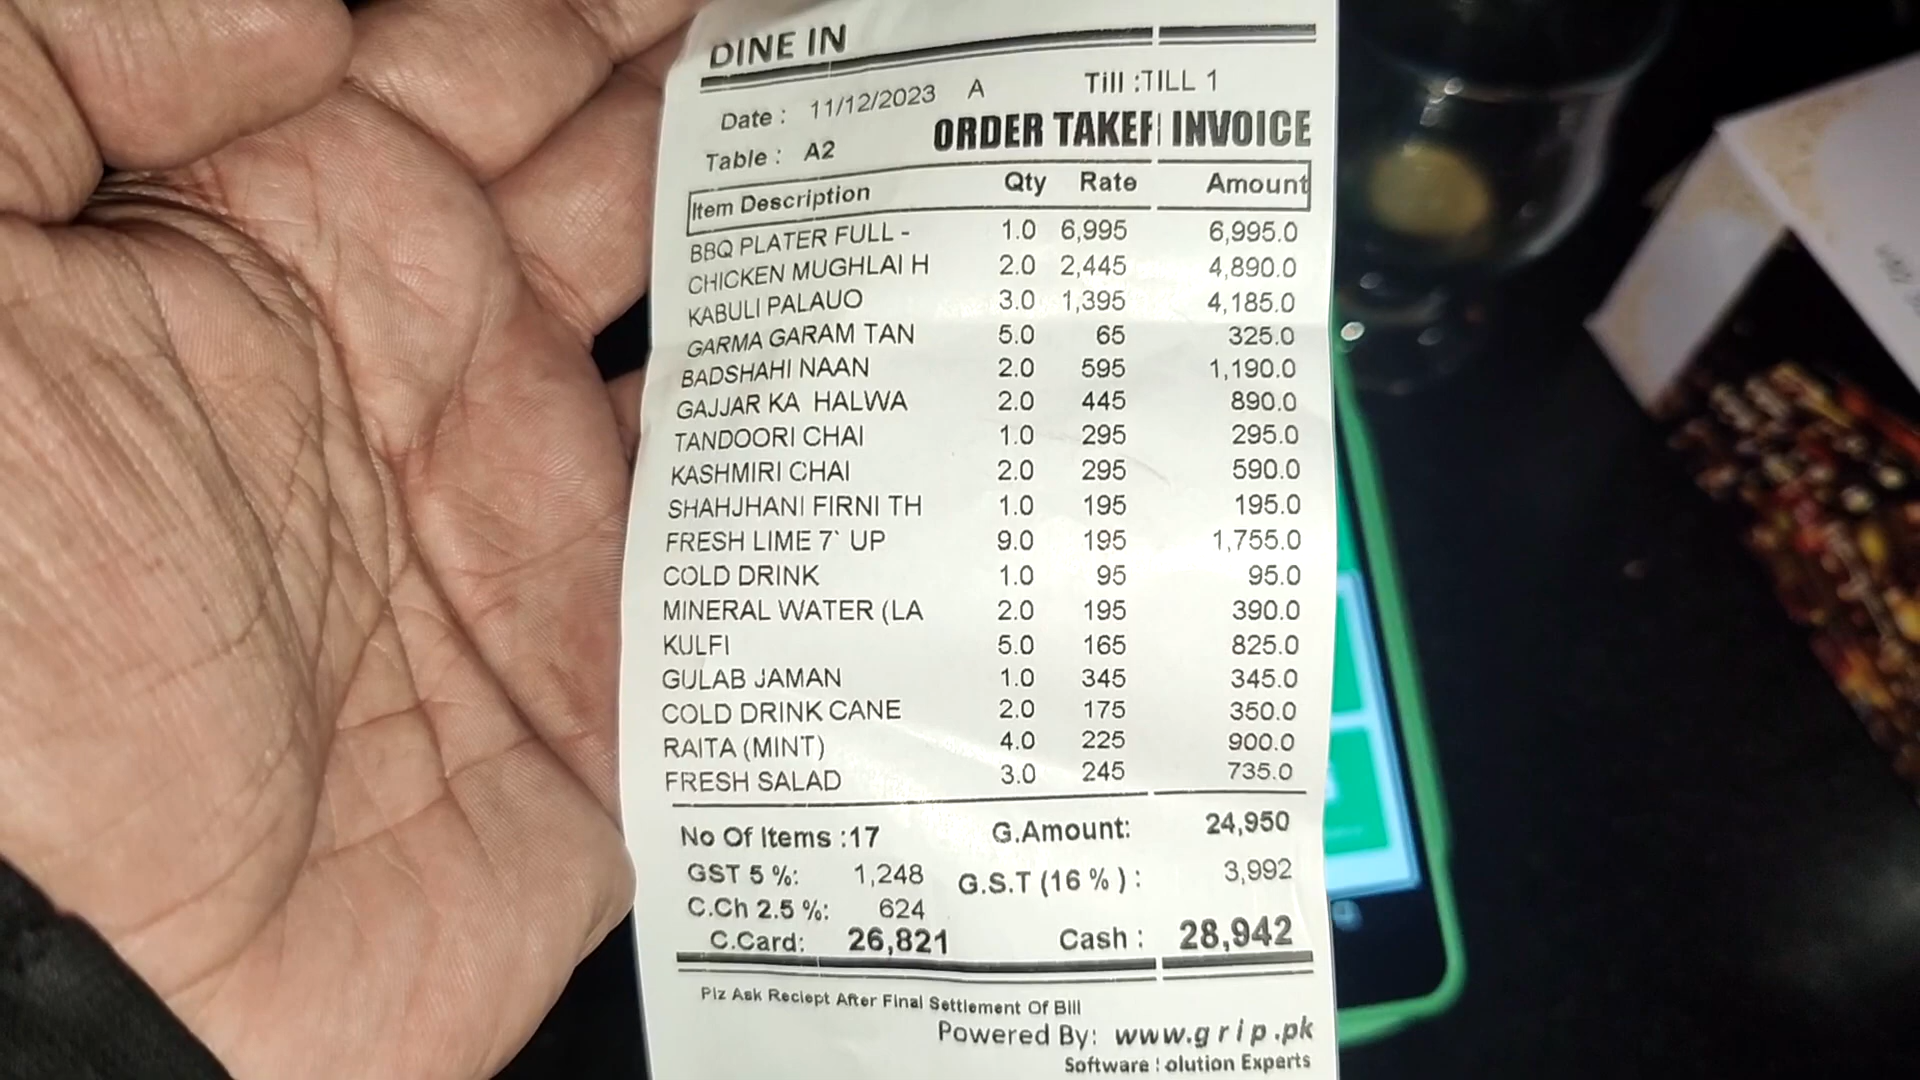 DINE IN
Date : 11/12/2023 A Till :TILL 1
Table : A2 ORDER TAKER INVOICE
Item Description Qty Rate Amount
BBQ PLATER FULL - 1.0 6,995 6,995.0
CHICKEN MUGHLAI H 2.0 2,445 4,890.0
KABULI PALAUO 3.0 1,395 4,185.0
GARMA GARAM TAN 5.0 65 325.0
BADSHAHI NAAN 2.0 595 1,190.0
GAJJAR KA HALWA 2.0 445 890.0
TANDOORI CHAI 1.0 295 295.0
KASHMIRI CHAI 2.0 295 590.0
SHAHJHANI FIRNI TH 1.0 195 195.0
FRESH LIME 7` UP 9.0 195 1,755.0
COLD DRINK 1.0 95 95.0
MINERAL WATER (LA 2.0 195 390.0
KULFI 5.0 165 825.0
GULAB JAMAN 1.0 345 345.0
COLD DRINK CANE 2.0 175 350.0
RAITA (MINT) 4.0 225 900.0
FRESH SALAD 3.0 245 735.0
No Of Items :17 G.Amount: 24,950
GST 5 %: 1,248 G.S.T (16 % ) : 3,992
C.Ch 2.5 %: 624
C.Card: 26,821 Cash : 28,942
Plz Ask Reciept After Final Settlement Of Bill
Powered By: www.grip.pk
Software Solution Experts